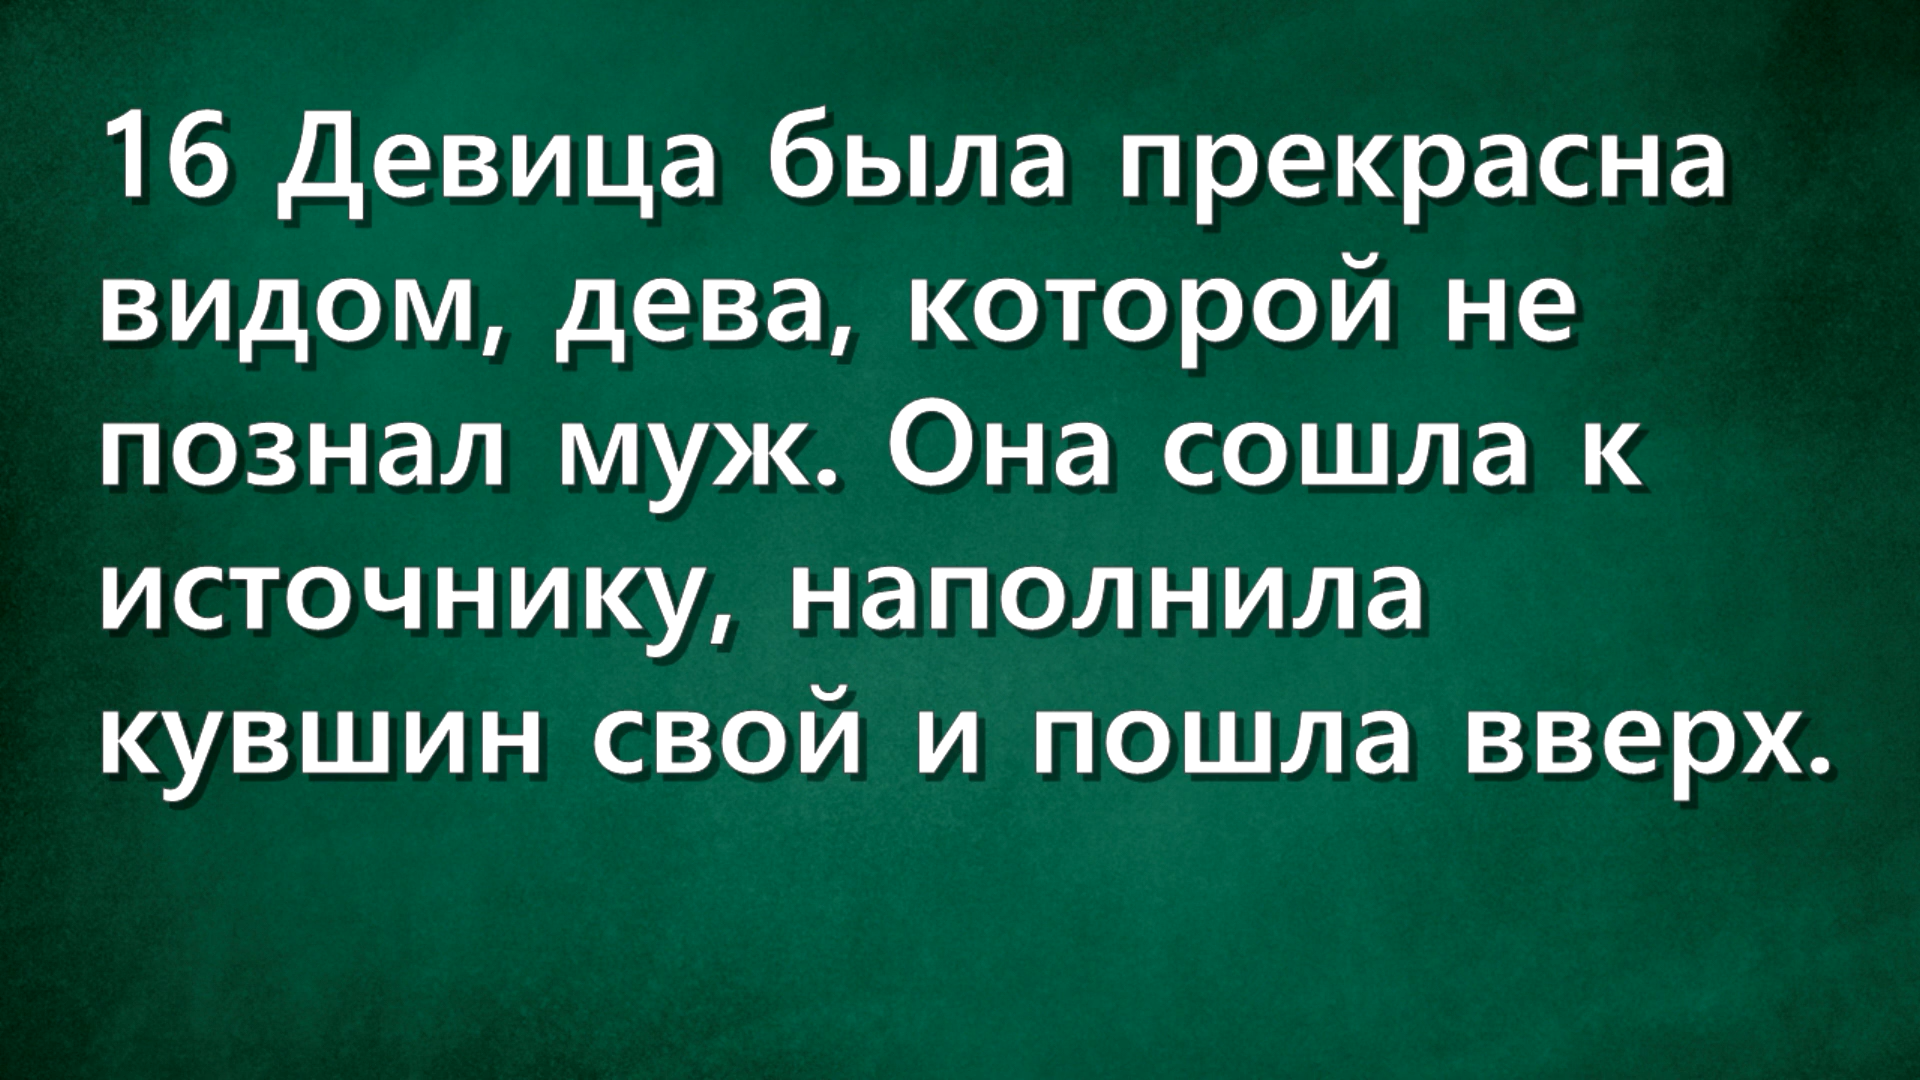 16 Девица была прекрасна
видом, дева, которой не
познал муж. Она сошла к
источнику, наполнила
кувшин свой и пошла вверх.